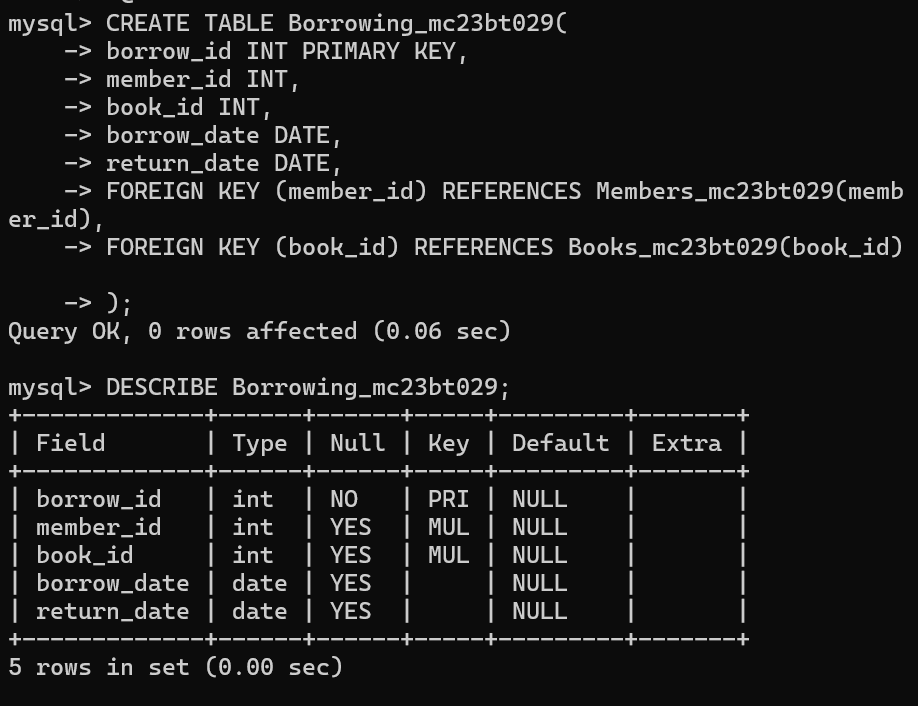 mysql> CREATE TABLE Borrowing_mc23bt029(
    -> borrow_id INT PRIMARY KEY,
    -> member_id INT,
    -> book_id INT,
    -> borrow_date DATE,
    -> return_date DATE,
    -> FOREIGN KEY (member_id) REFERENCES Members_mc23bt029(memb
er_id),
    -> FOREIGN KEY (book_id) REFERENCES Books_mc23bt029(book_id)

    -> );
Query OK, 0 rows affected (0.06 sec)

mysql> DESCRIBE Borrowing_mc23bt029;
+-------------+------+------+-----+---------+-------+
| Field       | Type | Null | Key | Default | Extra |
+-------------+------+------+-----+---------+-------+
| borrow_id   | int  | NO   | PRI | NULL    |       |
| member_id   | int  | YES  | MUL | NULL    |       |
| book_id     | int  | YES  | MUL | NULL    |       |
| borrow_date | date | YES  |     | NULL    |       |
| return_date | date | YES  |     | NULL    |       |
+-------------+------+------+-----+---------+-------+
5 rows in set (0.00 sec)